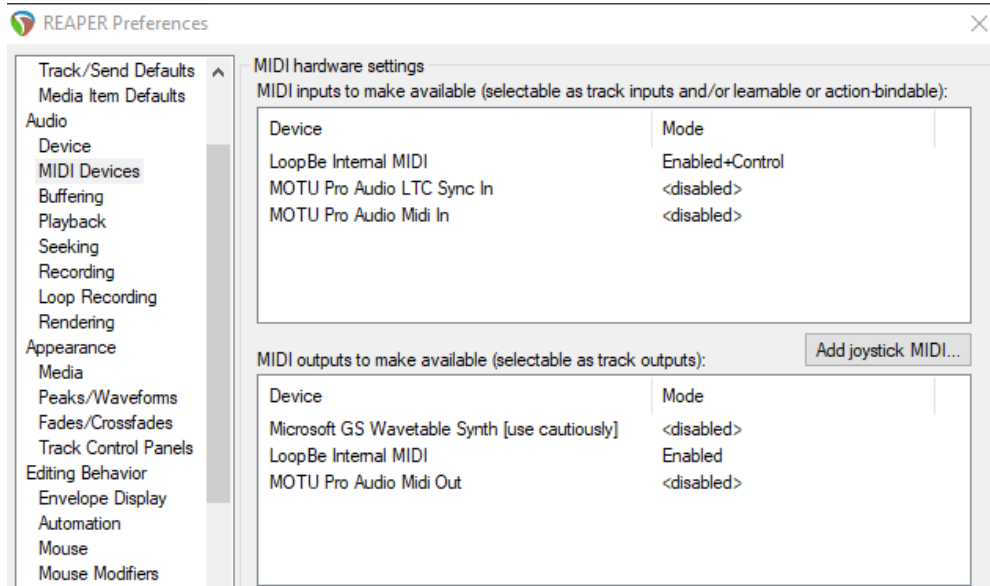 REAPER Preferences
Track/Send Defaults
Media Item Defaults
Audio
Device
MIDI Devices
Buffering
Playback
Seeking
Recording
Loop Recording
Rendering
Appearance
Media
Peaks/Waveforms
Fades/Crossfades
Track Control Panels
Editing Behavior
Envelope Display
Automation
Mouse
Mouse Modifiers
MIDI hardware settings
MIDI inputs to make available (selectable as track inputs and/or learnable or action-bindable):
Device Mode
LoopBe Internal MIDI Enabled+Control
MOTU Pro Audio LTC Sync In <disabled>
MOTU Pro Audio Midi In <disabled>
Add joystick MIDI...
MIDI outputs to make available (selectable as track outputs):
Device Mode
Microsoft GS Wavetable Synth [use cautiously] <disabled>
LoopBe Internal MIDI Enabled
MOTU Pro Audio Midi Out <disabled>